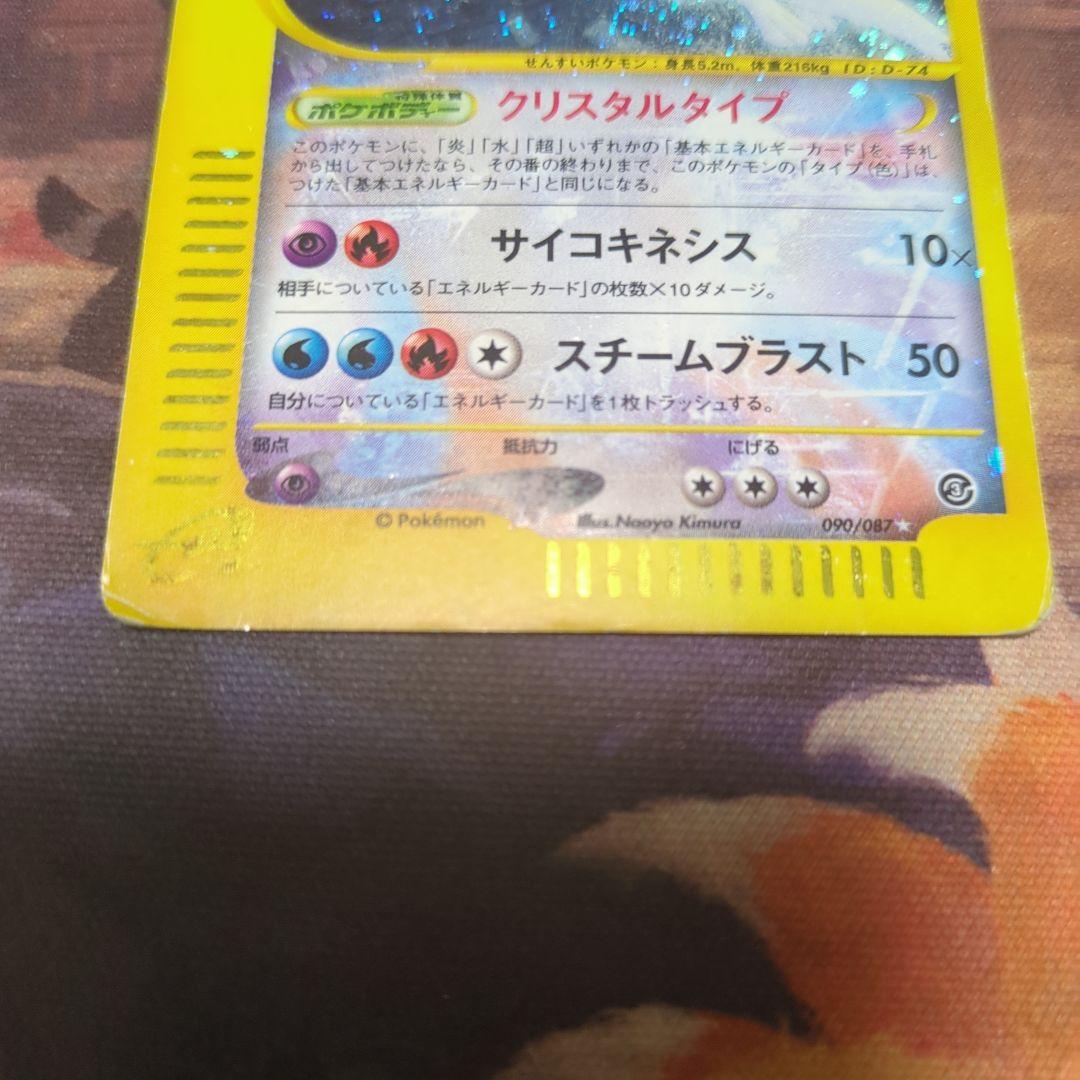 せんすいポケモン：身長5.2m、体重216kg ID：D-74
特殊体質
ポケボディー クリスタルタイプ
このポケモンに、「炎」「水」「超」いずれかの「基本エネルギーカード」を、手札
から出してつけたなら、その番の終わりまで、このポケモンの「タイプ（色）」は、
つけた「基本エネルギーカード」と同じになる。
サイコキネシス 10×
相手についている「エネルギーカード」の枚数×10ダメージ。
スチームブラスト 50
自分についている「エネルギーカード」を1枚トラッシュする。
弱点 抵抗力 にげる
© Pokémon Illus.Naoyo Kimura 090/087★